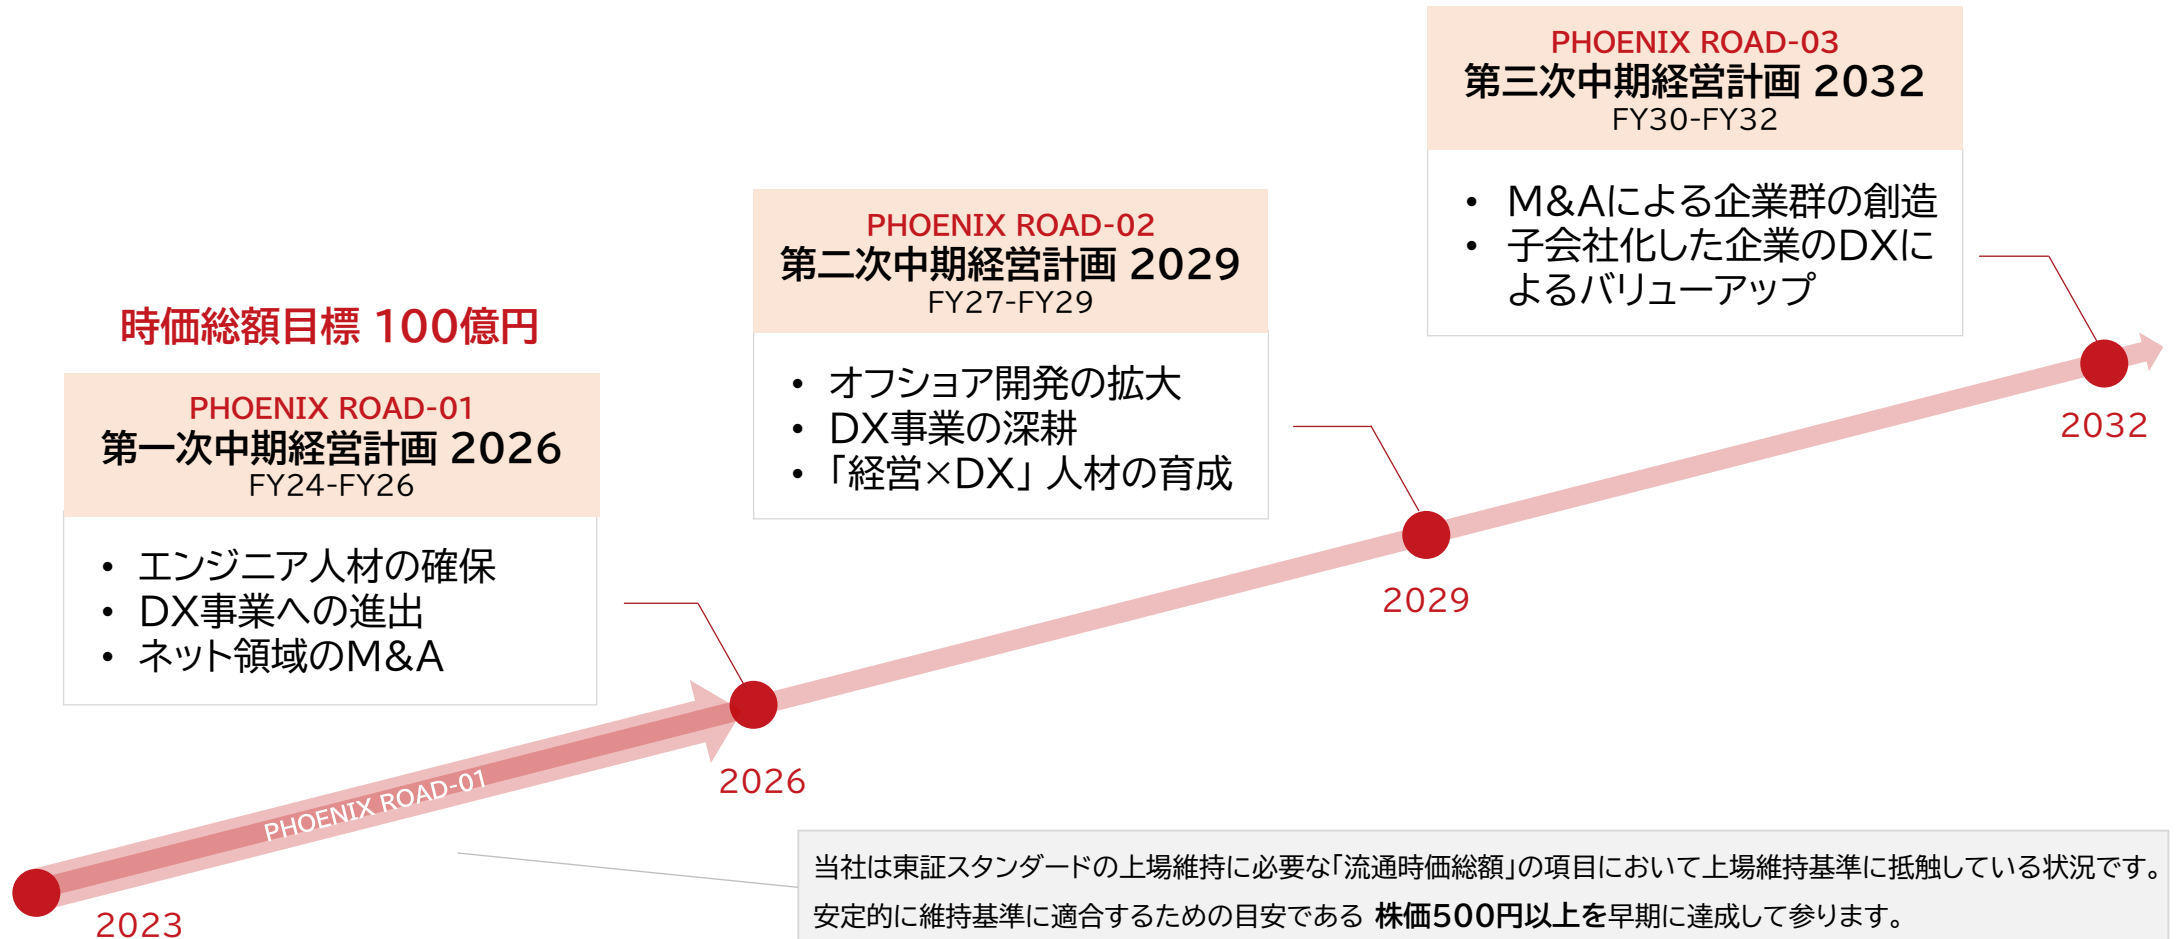 時価総額目標 100億円
PHOENIX ROAD-01
第一次中期経営計画 2026
FY24-FY26
• エンジニア人材の確保
• DX事業への進出
• ネット領域のM&A
PHOENIX ROAD-02
第二次中期経営計画 2029
FY27-FY29
• オフショア開発の拡大
• DX事業の深耕
• 「経営×DX」 人材の育成
PHOENIX ROAD-03
第三次中期経営計画 2032
FY30-FY32
• M&Aによる企業群の創造
• 子会社化した企業のDXに
よるバリューアップ
PHOENIX ROAD-01
2023
2026
2029
2032
当社は東証スタンダードの上場維持に必要な「流通時価総額」の項目において上場維持基準に抵触している状況です。
安定的に維持基準に適合するための目安である 株価500円以上を早期に達成して参ります。